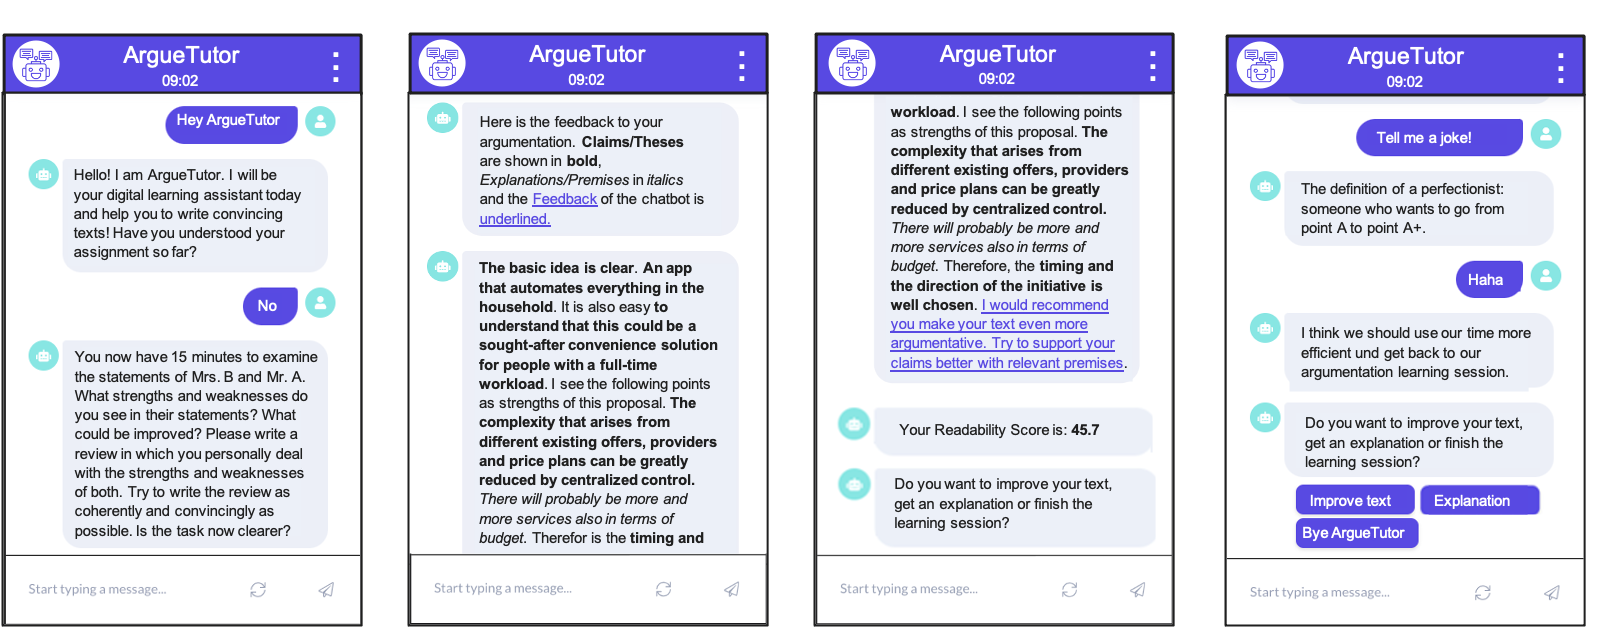 ArgueTutor
09:02
Hey ArgueTutor
Hello! I am ArgueTutor. I will be
your digital learning assistant today
and help you to write convincing
texts! Have you understood your
assignment so far?
No
You now have 15 minutes to examine
the statements of Mrs. B and Mr. A.
What strengths and weaknesses do
you see in their statements? What
could be improved? Please write a
review in which you personally deal
with the strengths and weaknesses
of both. Try to write the review as
coherently and convincingly as
possible. Is the task now clearer?
Start typing a message...
ArgueTutor
09:02
Here is the feedback to your
argumentation. Claims/Theses
are shown in bold,
Explanations/Premises in italics
and the Feedback of the chatbot is
underlined.
The basic idea is clear. An app
that automates everything in the
household. It is also easy to
understand that this could be a
sought-after convenience solution
for people with a full-time
workload. I see the following points
as strengths of this proposal. The
complexity that arises from
different existing offers, providers
and price plans can be greatly
reduced by centralized control.
There will probably be more and
more services also in terms of
budget. Therefor is the timing and
Start typing a message...
ArgueTutor
09:02
workload. I see the following points
as strengths of this proposal. The
complexity that arises from
different existing offers, providers
and price plans can be greatly
reduced by centralized control.
There will probably be more and
more services also in terms of
budget. Therefore, the timing and
the direction of the initiative is
well chosen. I would recommend
you make your text even more
argumentative. Try to support your
claims better with relevant premises.
Your Readability Score is: 45.7
Do you want to improve your text,
get an explanation or finish the
learning session?
Start typing a message...
ArgueTutor
09:02
Tell me a joke!
The definition of a perfectionist:
someone who wants to go from
point A to point A+.
Haha
I think we should use our time more
efficient und get back to our
argumentation learning session.
Do you want to improve your text,
get an explanation or finish the
learning session?
Improve text
Explanation
Bye ArgueTutor
Start typing a message...